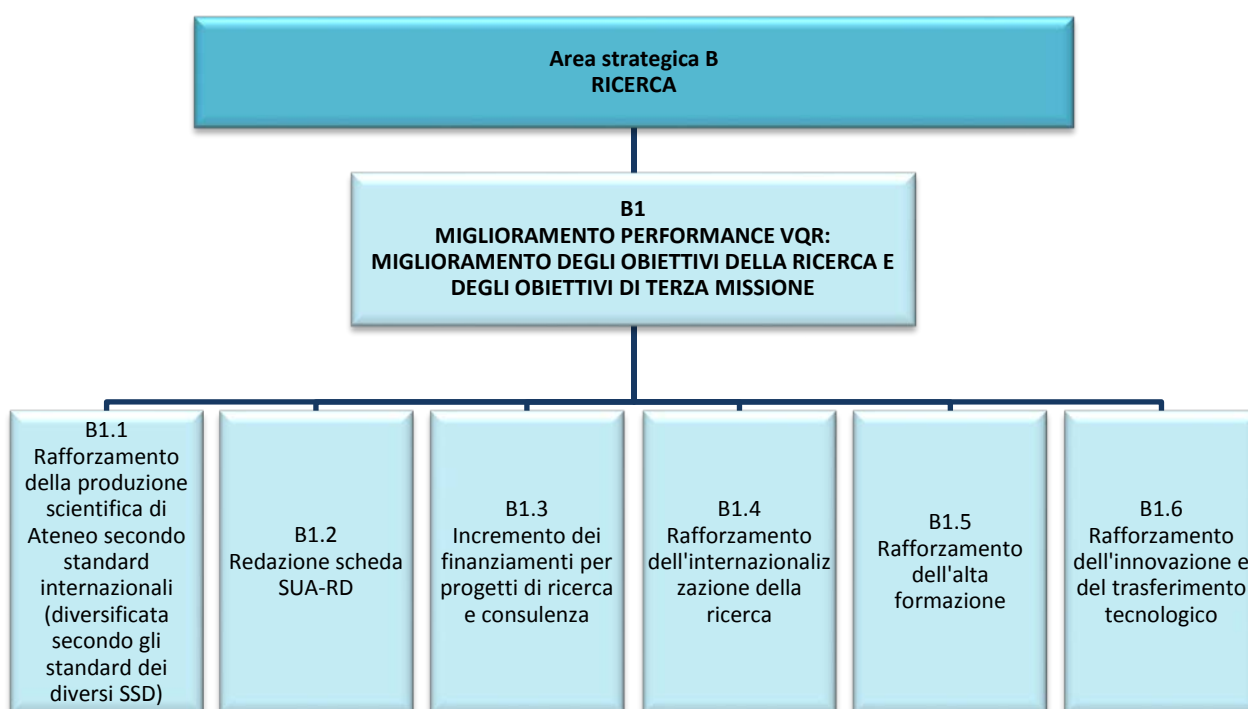 Area strategica B
RICERCA
B1
MIGLIORAMENTO PERFORMANCE VQR:
MIGLIORAMENTO DEGLI OBIETTIVI DELLA RICERCA E
DEGLI OBIETTIVI DI TERZA MISSIONE
B1.1
Rafforzamento
della produzione
scientifica di
Ateneo secondo
standard
internazionali
(diversificata
secondo gli
standard dei
diversi SSD)
B1.2
Redazione scheda
SUA-RD
B1.3
Incremento dei
finanziamenti per
progetti di ricerca
e consulenza
B1.4
Rafforzamento
dell'internazionaliz
zazione della
ricerca
B1.5
Rafforzamento
dell'alta
formazione
B1.6
Rafforzamento
dell'innovazione e
del trasferimento
tecnologico